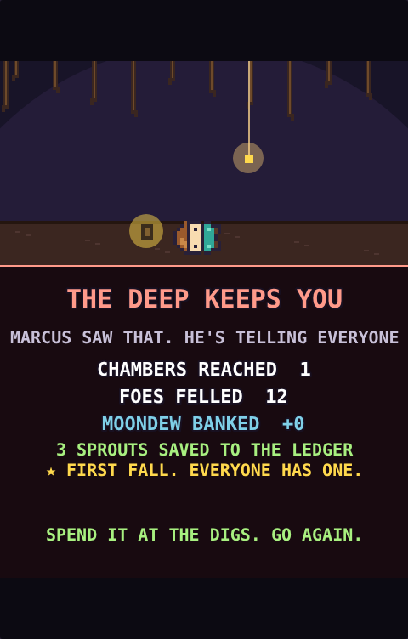 THE DEEP KEEPS YOU
MARCUS SAW THAT. HE'S TELLING EVERYONE
CHAMBERS REACHED 1
FOES FELLED 12
MOONDEW BANKED +0
3 SPROUTS SAVED TO THE LEDGER
★ FIRST FALL. EVERYONE HAS ONE.
SPEND IT AT THE DIGS. GO AGAIN.